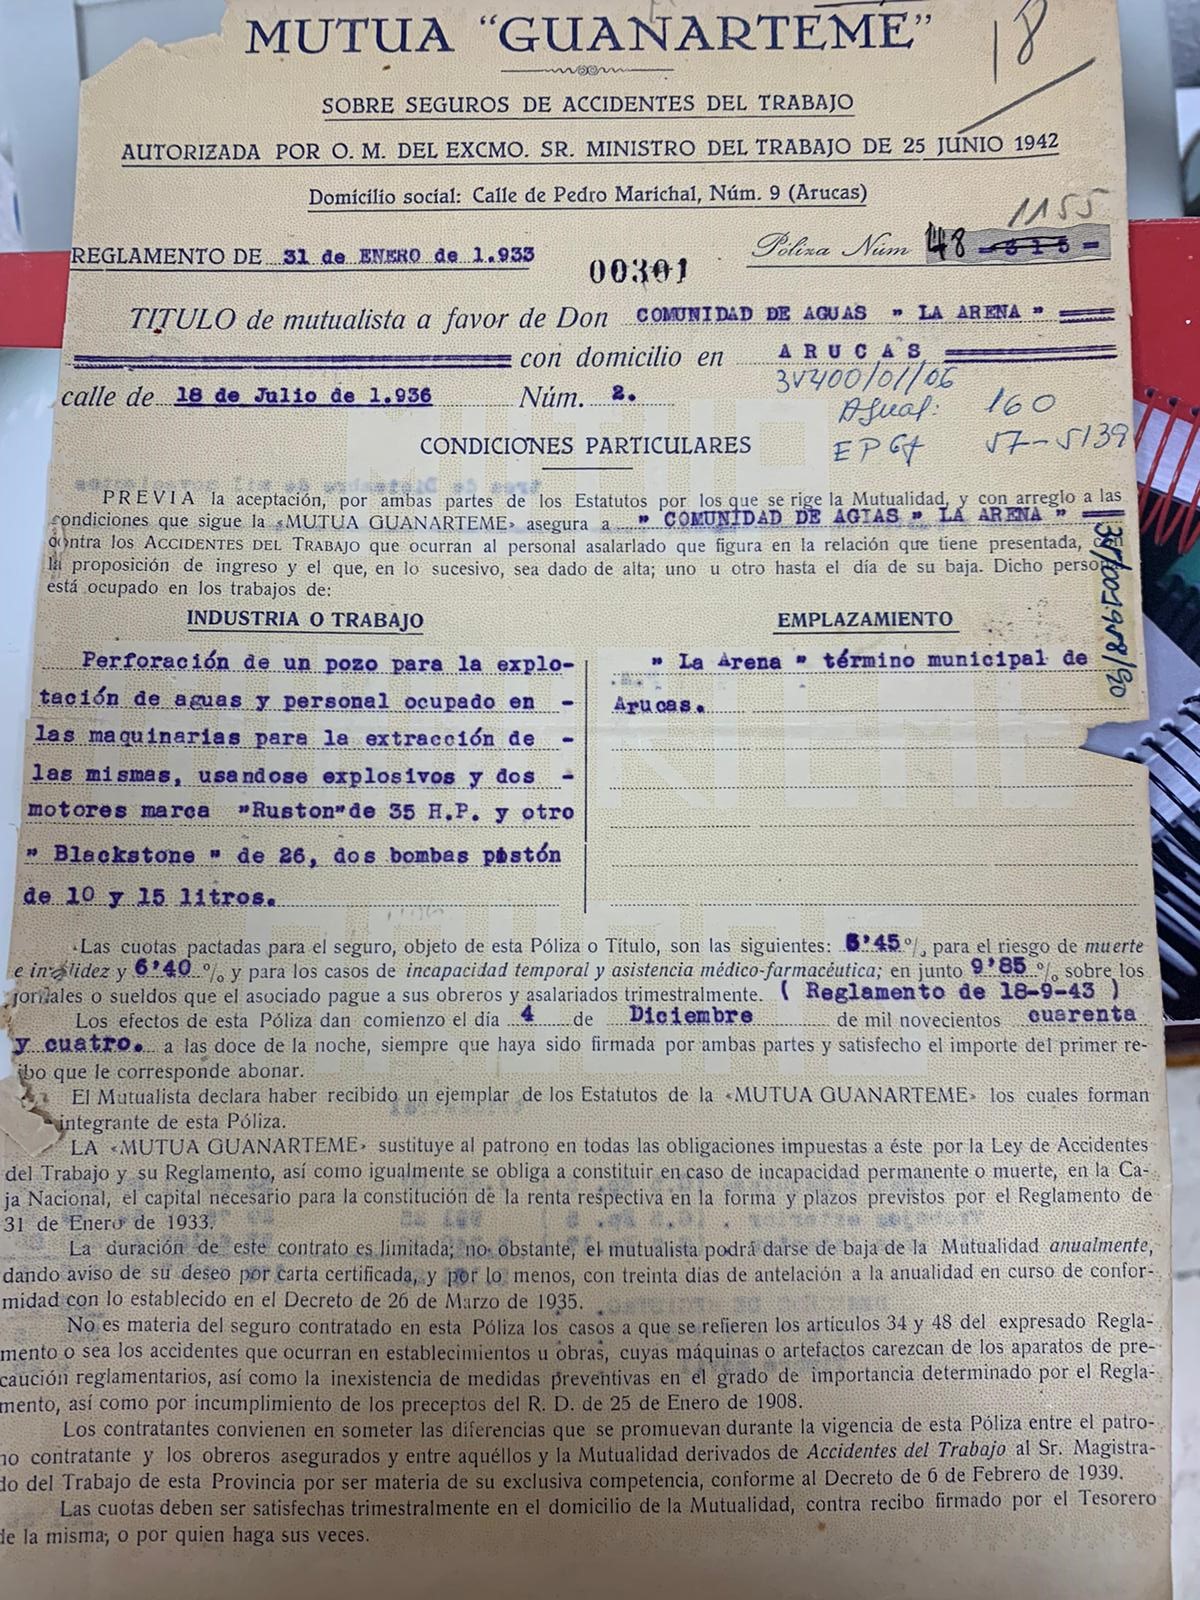 MUTUA “GUANARTEME”
18
SOBRE SEGUROS DE ACCIDENTES DEL TRABAJO
AUTORIZADA POR O. M. DEL EXCMO. SR. MINISTRO DEL TRABAJO DE 25 JUNIO 1942
Domicilio social: Calle de Pedro Marichal, Núm. 9 (Arucas)
1155
REGLAMENTO DE 31 de ENERO de 1.933
00301
Póliza Núm 48 315 -
TITULO de mutualista a favor de Don COMUNIDAD DE AGUAS " LA ARENA "
con domicilio en ARUCAS
3V400/01/06
calle de 18 de Julio de 1.936 Núm. 2.
160
EP 57-5139
CONDICIONES PARTICULARES
PREVIA la aceptación, por ambas partes de los Estatutos por los que se rige la Mutualidad, y con arreglo a las
condiciones que sigue la «MUTUA GUANARTEME» asegura a " COMUNIDAD DE AGIAS " LA ARENA "
contra los ACCIDENTES DEL TRABAJO que ocurran al personal asalarlado que figura en la relación que tiene presentada,
la proposición de ingreso y el que, en lo sucesivo, sea dado de alta; uno u otro hasta el día de su baja. Dicho perso
está ocupado en los trabajos de:
INDUSTRIA O TRABAJO
Perforación de un pozo para la explo-
tación de aguas y personal ocupado en -
las maquinarias para la extracción de -
las mismas, usandose explosivos y dos -
motores marca "Ruston"de 35 H.P. y otro
" Blackstone " de 26, dos bombas pistón
de 10 y 15 litros.
EMPLAZAMIENTO
" La Arena " término municipal de
Arucas.
Las cuotas pactadas para el seguro, objeto de esta Póliza o Título, son las siguientes: 45 %, para el riesgo de muerte
e invalidez y 6'40 % y para los casos de incapacidad temporal y asistencia médico-farmacéutica; en junto 9'85 % sobre los
jornales o sueldos que el asociado pague a sus obreros y asalariados trimestralmente. ( Reglamento de 18-9-43 )
Los efectos de esta Póliza dan comienzo el día 4 de Diciembre de mil novecientos cuarenta
y cuatro. a las doce de la noche, siempre que haya sido firmada por ambas partes y satisfecho el importe del primer re-
ibo que le corresponde abonar.
El Mutualista declara haber recibido un ejemplar de los Estatutos de la «MUTUA GUANARTEME» los cuales forman
integrante de esta Póliza.
LA «MUTUA GUANARTEME» sustituye al patrono en todas las obligaciones impuestas a éste por la Ley de Accidentes
del Trabajo y su Reglamento, así como igualmente se obliga a constituir en caso de incapacidad permanente o muerte, en la Ca-
ja Nacional, el capital necesario para la constitución de la renta respectiva en la forma y plazos previstos por el Reglamento de
31 de Enero de 1933.
La duración de este contrato es limitada; no obstante, el mutualista podrá darse de baja de la Mutualidad anualmente,
dando aviso de su deseo por carta certificada, y por lo menos, con treinta días de antelación a la anualidad en curso de confor-
midad con lo establecido en el Decreto de 26 de Marzo de 1935.
No es materia del seguro contratado en esta Póliza los casos a que se refieren los articulos 34 y 48 del expresado Regla-
mento o sea los accidentes que ocurran en establecimientos u obras, cuyas máquinas o artefactos carezcan de los aparatos de pre-
caución reglamentarios, así como la inexistencia de medidas preventivas en el grado de importancia determinado por el Regla-
mento, así como por incumplimiento de los preceptos del R. D. de 25 de Enero de 1908.
Los contratantes convienen en someter las diferencias que se promuevan durante la vigencia de esta Póliza entre el patro-
no contratante y los obreros asegurados y entre aquéllos y la Mutualidad derivados de Accidentes del Trabajo al Sr. Magistra-
do del Trabajo de esta Provincia por ser materia de su exclusiva competencia, conforme al Decreto de 6 de Febrero de 1939.
Las cuotas deben ser satisfechas trimestralmente en el domicilio de la Mutualidad, contra recibo firmado por el Tesorero
de la misma, o por quien haga sus veces.